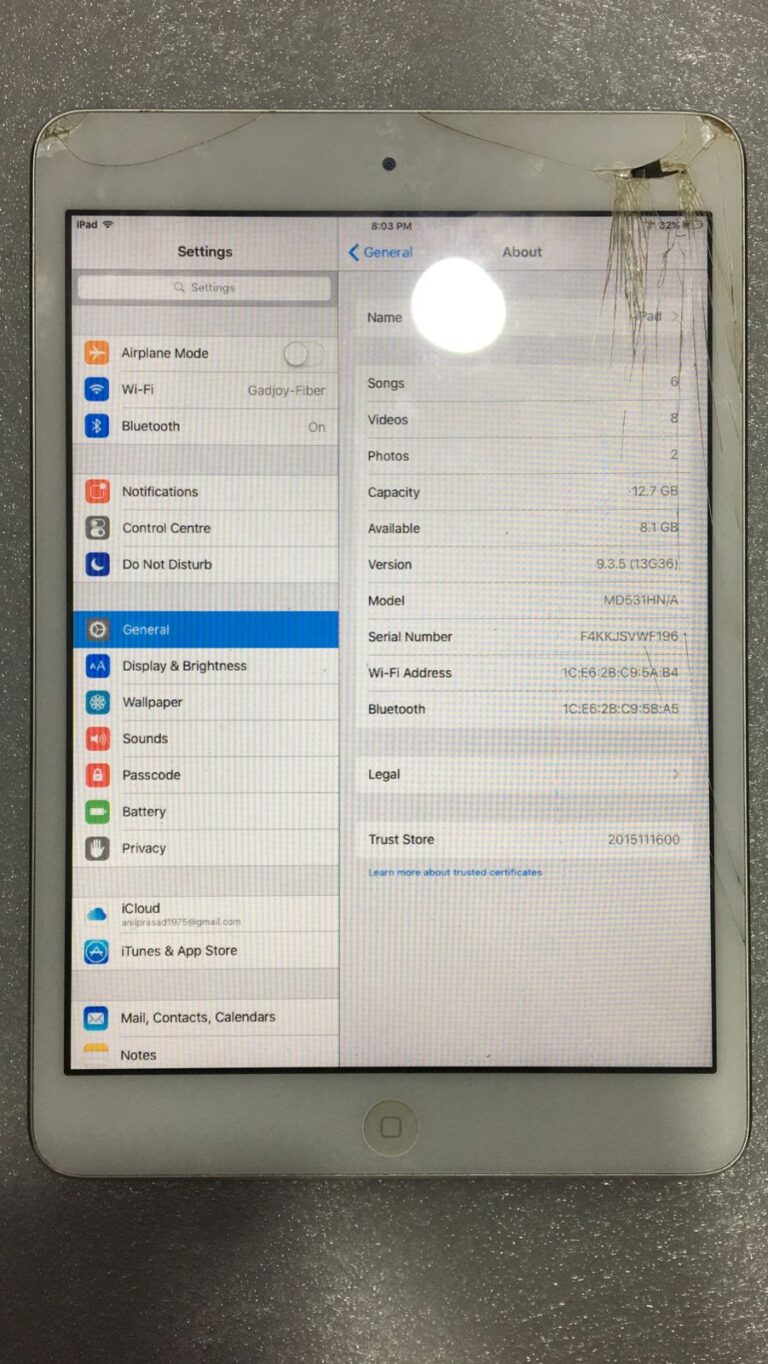 iPad 8:03 PM 32%
Settings
General About
Settings
Name iPad
Airplane Mode
Wi-Fi Gadjoy-Fiber
Bluetooth On
Notifications
Control Centre
Do Not Disturb
General
AA Display & Brightness
Wallpaper
Sounds
Passcode
Battery
Privacy
iCloud
anilprasad1975@gmail.com
iTunes & App Store
Mail, Contacts, Calendars
Notes
Songs 6
Videos 8
Photos 2
Capacity 12.7 GB
Available 8.1 GB
Version 9.3.5 (13G36)
Model MD531HN/A
Serial Number F4KKJSVWF196
Wi-Fi Address 1C:E6:2B:C9:5A:B4
Bluetooth 1C:E6:2B:C9:5B:A5
Legal
Trust Store 2015111600
Learn more about trusted certificates